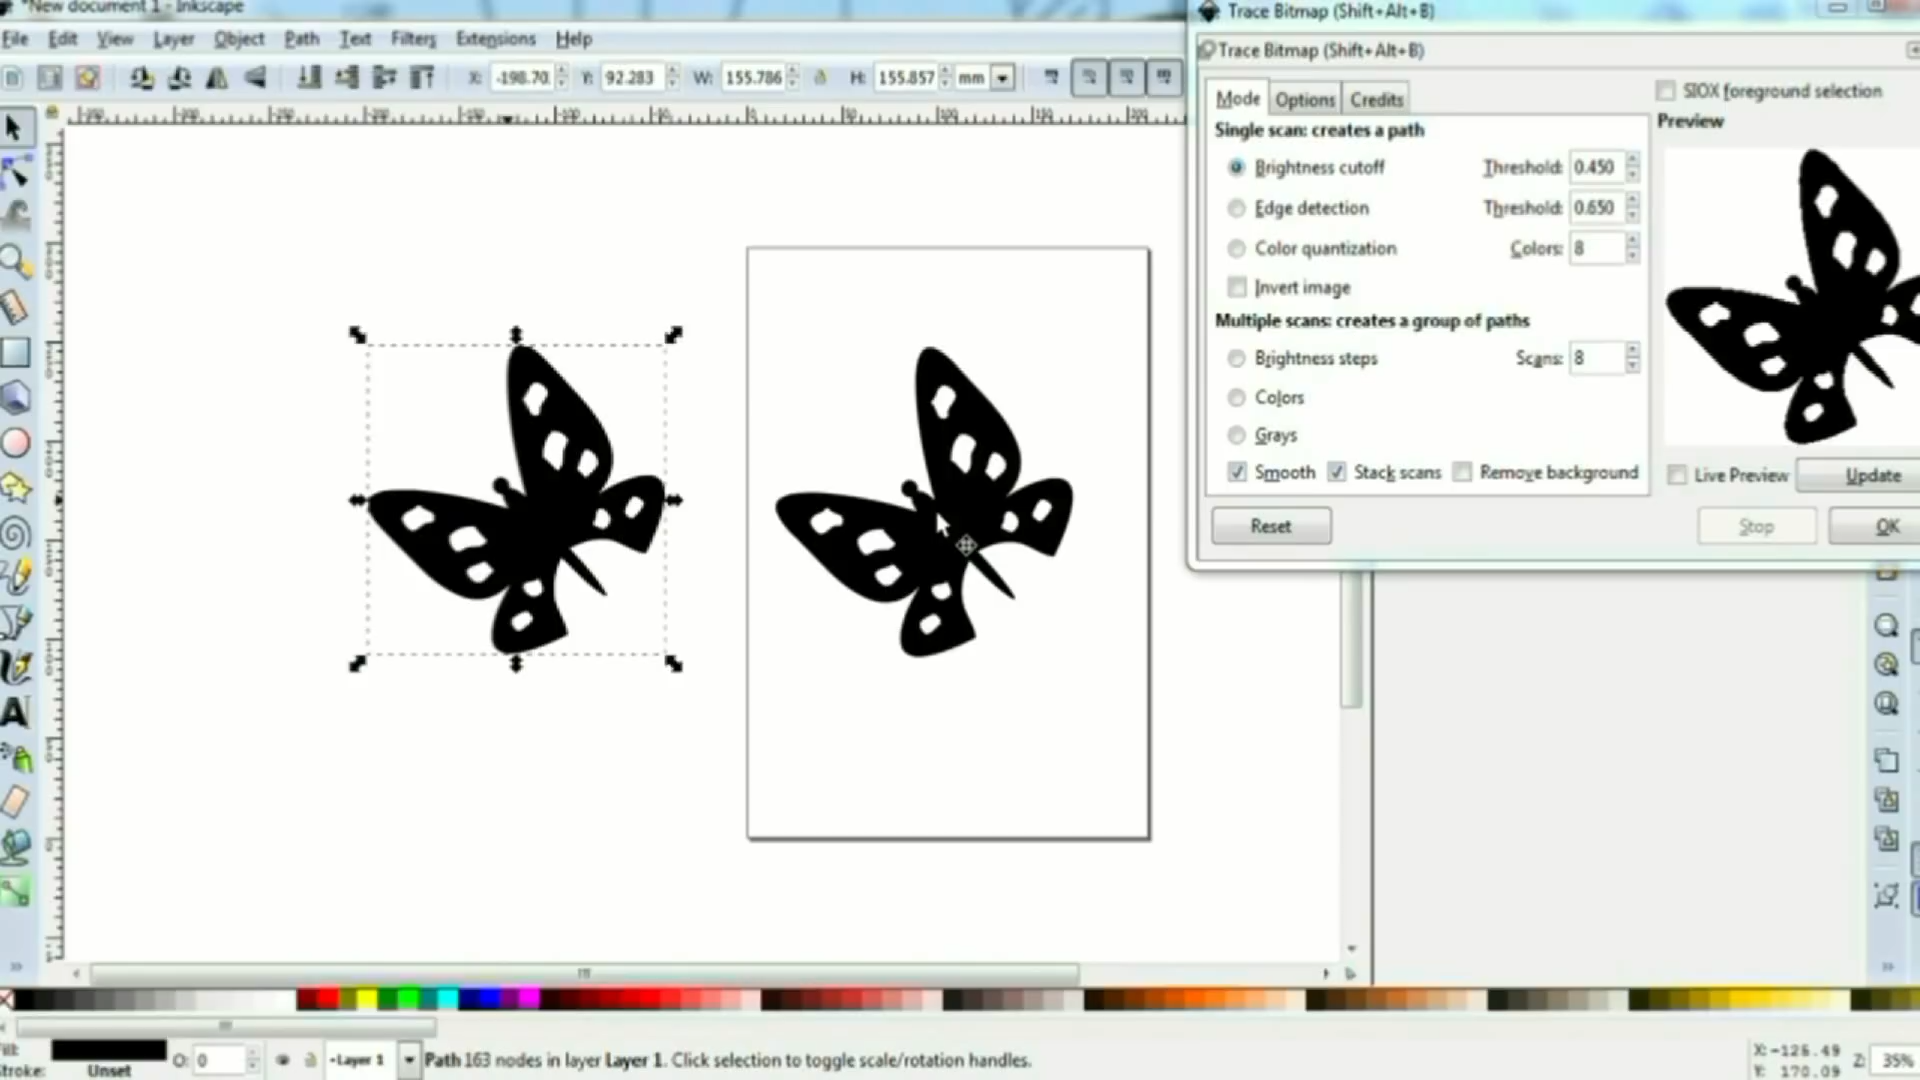 *New document 1 - Inkscape
File Edit View Layer Object Path Text Filters Extensions Help
X: -198.70 Y: 92.283 W: 155.786 H: 155.857 mm
Trace Bitmap (Shift+Alt+B)
Trace Bitmap (Shift+Alt+B)
Mode Options Credits
SIOX foreground selection
Single scan: creates a path
Preview
Brightness cutoff Threshold: 0.450
Edge detection Threshold: 0.650
Color quantization Colors: 8
Invert image
Multiple scans: creates a group of paths
Brightness steps Scans: 8
Colors
Grays
Smooth Stack scans Remove background
Live Preview Update
Reset Stop OK
Fill:
Stroke: Unset
O: 0
-Layer 1
Path 163 nodes in layer Layer 1. Click selection to toggle scale/rotation handles.
X: -126.49
Y: 170.09
Z: 35%